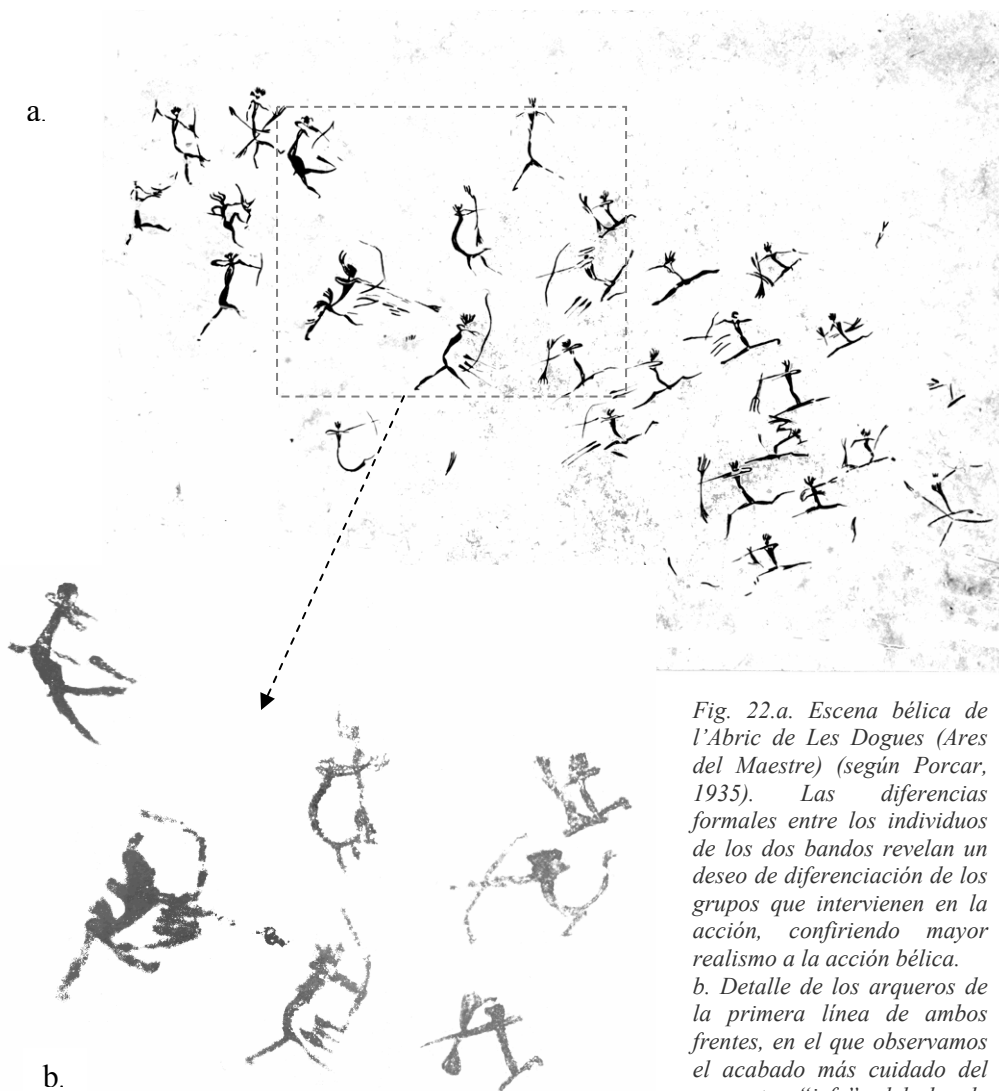 a.
Fig. 22.a. Escena bélica de
l’Abric de Les Dogues (Ares
del Maestre) (según Porcar,
1935). Las diferencias
formales entre los individuos
de los dos bandos revelan un
deseo de diferenciación de los
grupos que intervienen en la
acción, confiriendo mayor
realismo a la acción bélica.
b. Detalle de los arqueros de
la primera línea de ambos
frentes, en el que observamos
el acabado más cuidado del
b.